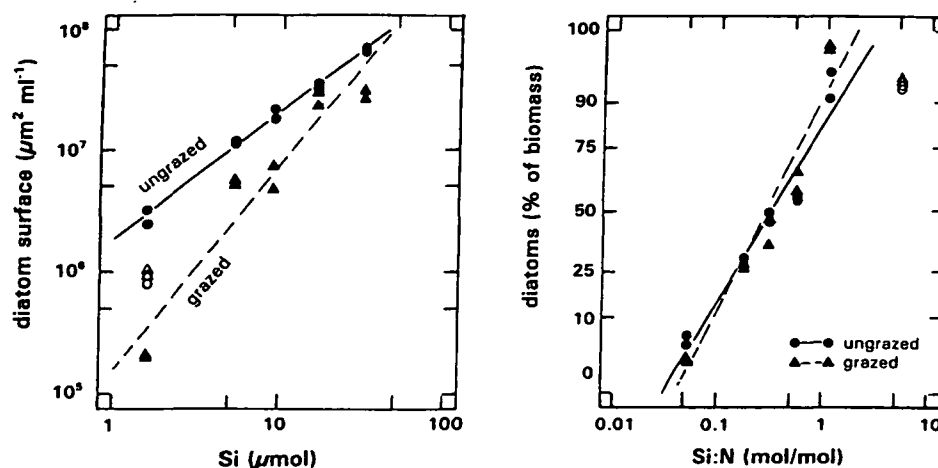 diatom surface (μm² ml⁻¹)
10⁸
10⁷
10⁶
10⁵
ungrazed
grazed
1
10
100
Si (μmol)
diatoms (% of biomass)
100
90
75
50
25
10
0
ungrazed
grazed
0.01
0.1
1
10
Si:N (mol/mol)